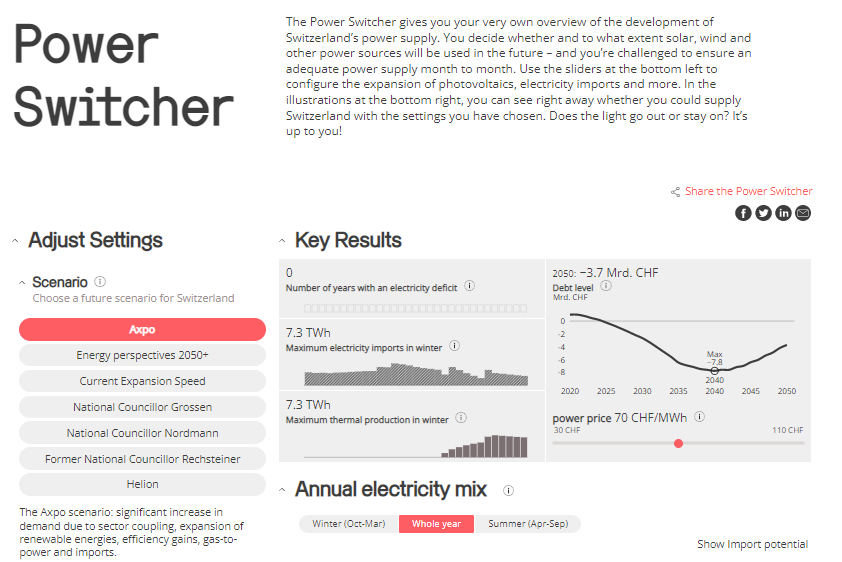 Power
Switcher
The Power Switcher gives you your very own overview of the development of
Switzerland's power supply. You decide whether and to what extent solar, wind and
other power sources will be used in the future – and you're challenged to ensure an
adequate power supply month to month. Use the sliders at the bottom left to
configure the expansion of photovoltaics, electricity imports and more. In the
illustrations at the bottom right, you can see right away whether you could supply
Switzerland with the settings you have chosen. Does the light go out or stay on? It's
up to you!
Share the Power Switcher
Adjust Settings
Scenario
Choose a future scenario for Switzerland
Axpo
Energy perspectives 2050+
Current Expansion Speed
National Councillor Grossen
National Councillor Nordmann
Former National Councillor Rechsteiner
Helion
The Axpo scenario: significant increase in
demand due to sector coupling, expansion of
renewable energies, efficiency gains, gas-to-
power and imports.
Key Results
0
Number of years with an electricity deficit
7.3 TWh
Maximum electricity imports in winter
7.3 TWh
Maximum thermal production in winter
2050: −3.7 Mrd. CHF
Debt level
Mrd. CHF
0
-2
-4
-6
-8
Max
−7.8
2040
2020 2025 2030 2035 2040 2045 2050
power price 70 CHF/MWh
30 CHF 110 CHF
Annual electricity mix
Winter (Oct-Mar) Whole year Summer (Apr-Sep)
Show Import potential